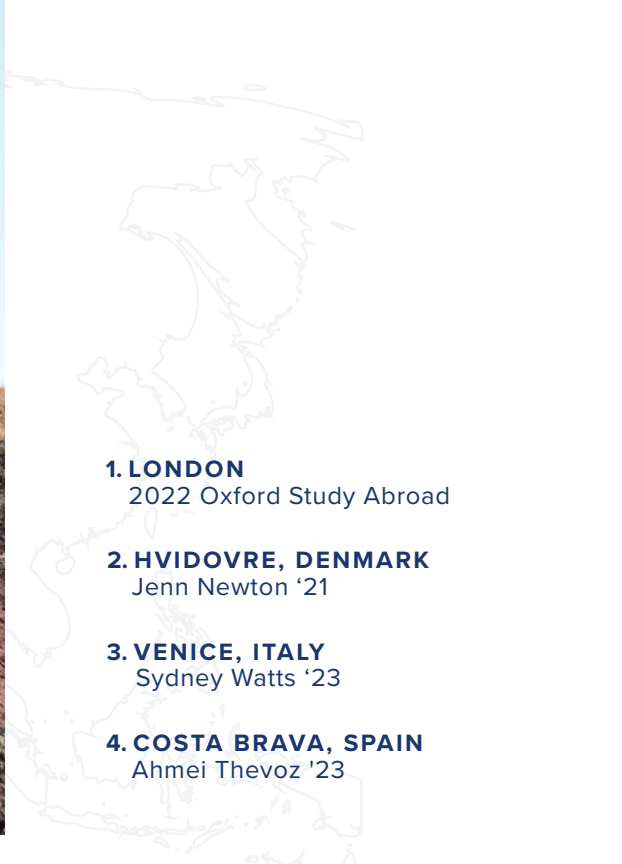 1. LONDON
2022 Oxford Study Abroad
2. HVIDOVRE, DENMARK
Jenn Newton ‘21
3. VENICE, ITALY
Sydney Watts ‘23
4. COSTA BRAVA, SPAIN
Ahmei Thevoz '23